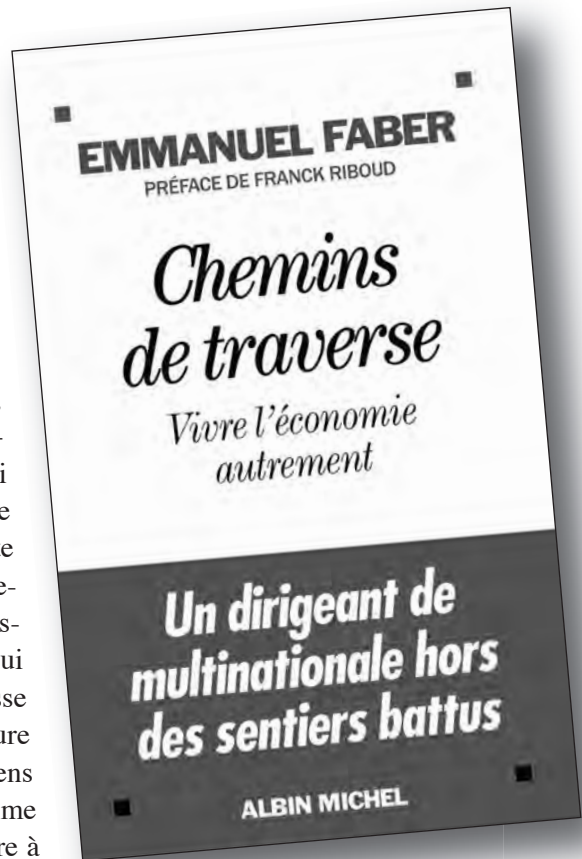 EMMANUEL FABER
PRÉFACE DE FRANCK RIBOUD
Chemins
de traverse
Vivre l'économie
autrement
Un dirigeant de
multinationale hors
des sentiers battus
ALBIN MICHEL